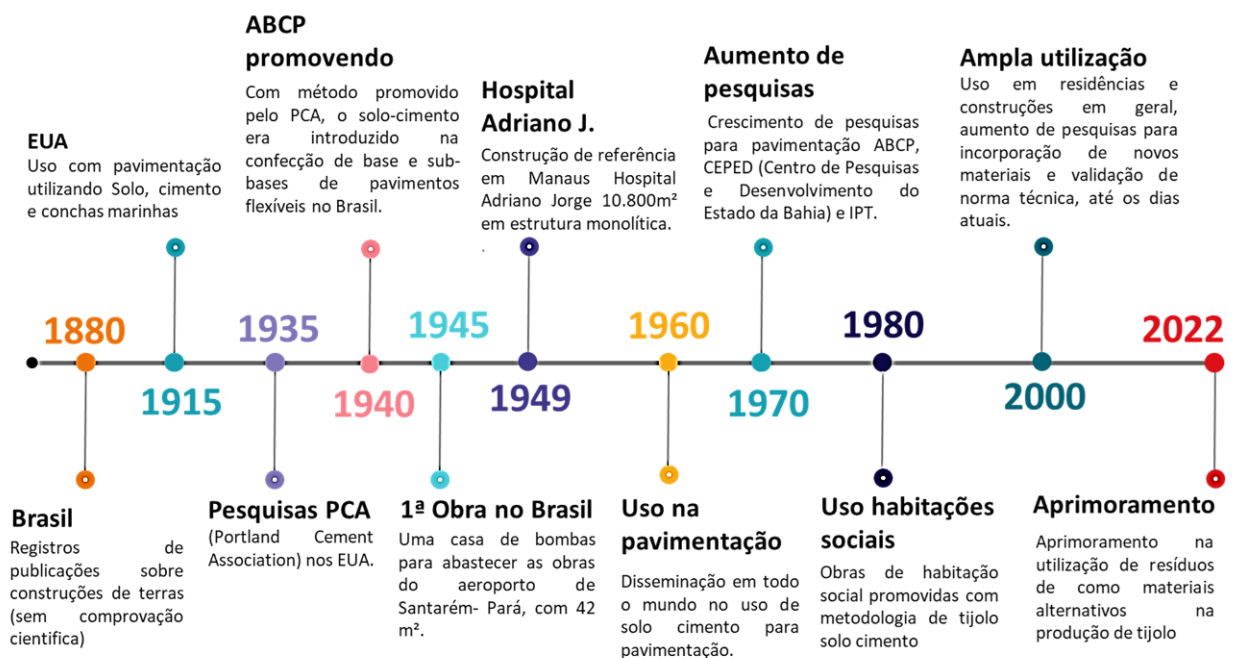 ABCP
promovendo
Com método promovido
pelo PCA, o solo-cimento
era introduzido na
confecção de base e sub-
bases de pavimentos
flexíveis no Brasil.
EUA
Uso com pavimentação
utilizando Solo, cimento
e conchas marinhas
Hospital
Adriano J.
Construção de referência
em Manaus Hospital
Adriano Jorge 10.800m²
em estrutura monolítica.
.
Aumento de
pesquisas
Crescimento de pesquisas
para pavimentação ABCP,
CEPED (Centro de Pesquisas
e Desenvolvimento do
Estado da Bahia) e IPT.
Ampla utilização
Uso em residências e
construções em geral,
aumento de pesquisas para
incorporação de novos
materiais e validação de
norma técnica, até os dias
atuais.
1880
1915
1935
1940
1945
1949
1960
1970
1980
2000
2022
Brasil
Registros de
publicações sobre
construções de terras
(sem comprovação
cientifica)
Pesquisas PCA
(Portland Cement
Association) nos EUA.
1ª Obra no Brasil
Uma casa de bombas
para abastecer as obras
do aeroporto de
Santarém- Pará, com 42
m².
Uso na
pavimentação
Disseminação em todo
o mundo no uso de
solo cimento para
pavimentação.
Uso habitações
sociais
Obras de habitação
social promovidas com
metodologia de tijolo
solo cimento
Aprimoramento
Aprimoramento na
utilização de resíduos
de como materiais
alternativos na
produção de tijolo